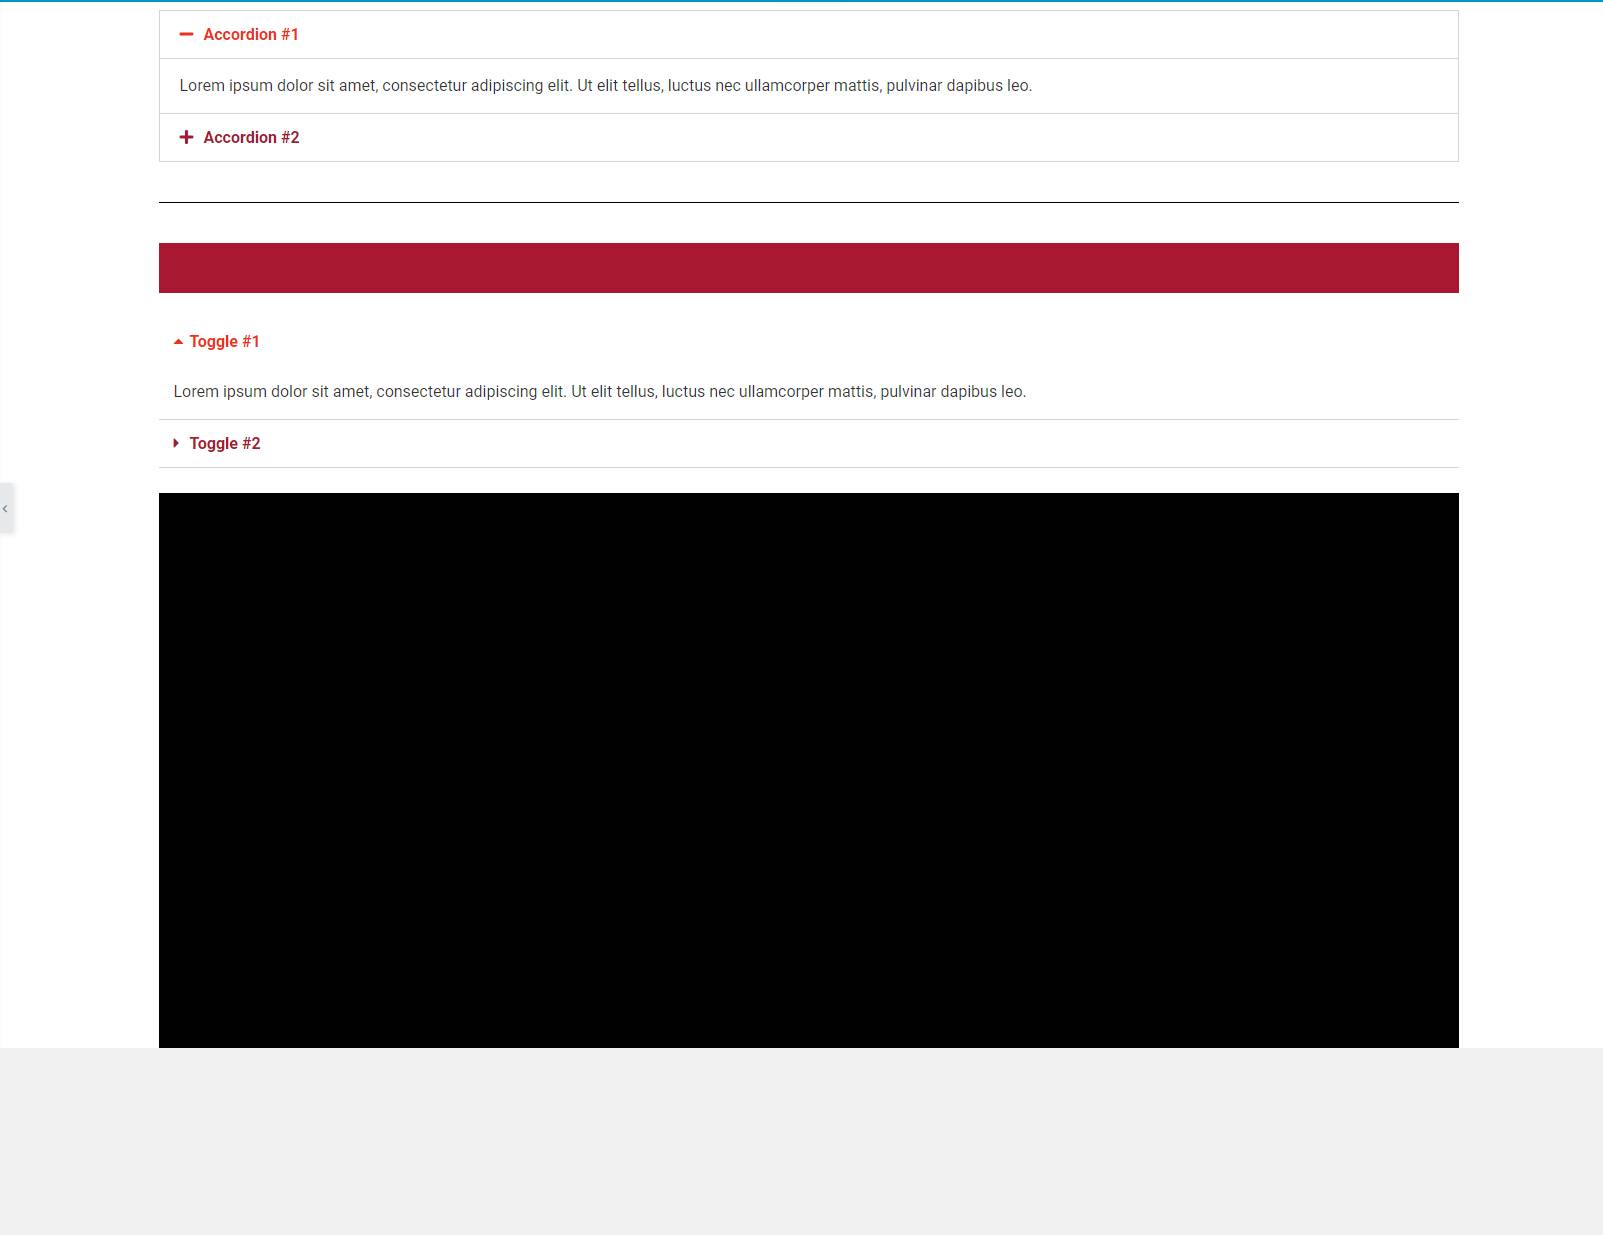 Accordion #1
Lorem ipsum dolor sit amet, consectetur adipiscing elit. Ut elit tellus, luctus nec ullamcorper mattis, pulvinar dapibus leo.
Accordion #2
Toggle #1
Lorem ipsum dolor sit amet, consectetur adipiscing elit. Ut elit tellus, luctus nec ullamcorper mattis, pulvinar dapibus leo.
Toggle #2